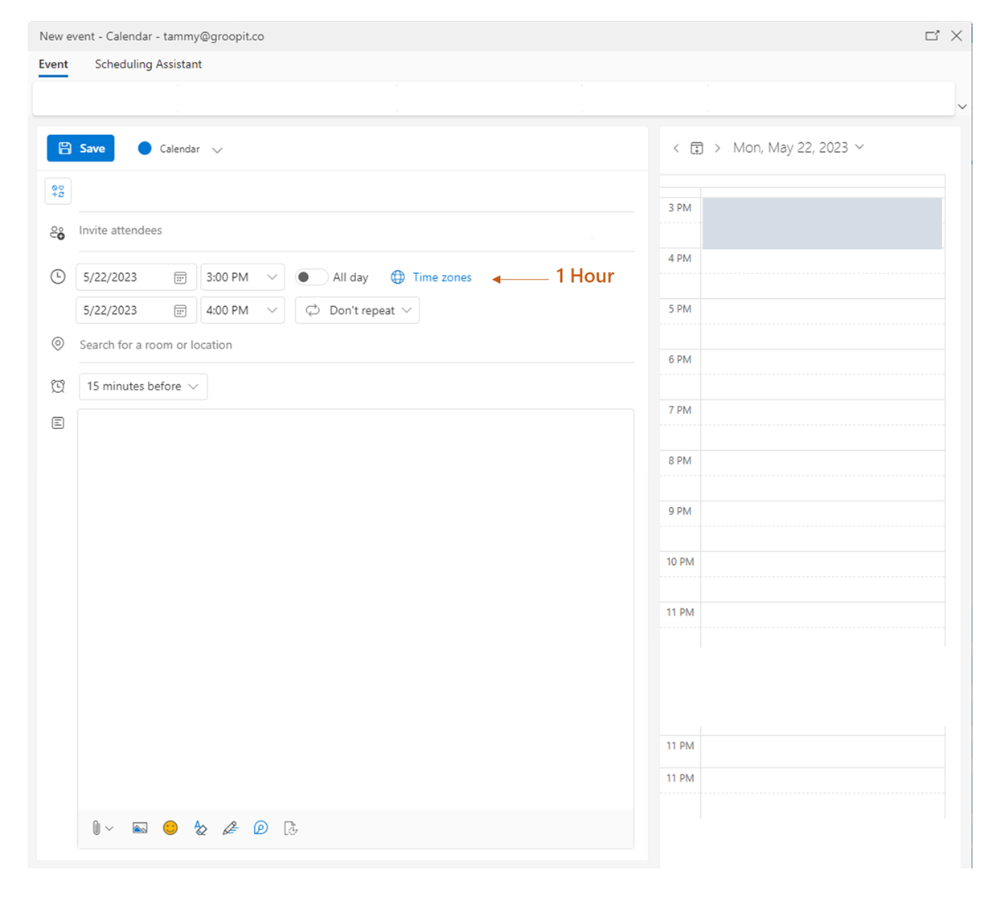 New event - Calendar - tammy@groopit.co
Event Scheduling Assistant
Save Calendar
Invite attendees
5/22/2023 3:00 PM All day Time zones 1 Hour
5/22/2023 4:00 PM Don't repeat
Search for a room or location
15 minutes before
Mon, May 22, 2023
3 PM
4 PM
5 PM
6 PM
7 PM
8 PM
9 PM
10 PM
11 PM
11 PM
11 PM